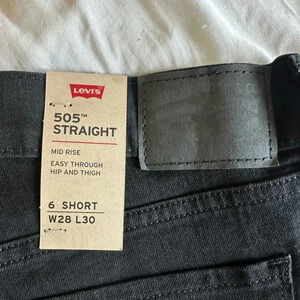 Levi's
505™
STRAIGHT
MID RISE
EASY THROUGH
HIP AND THIGH
6 SHORT
W28 L30